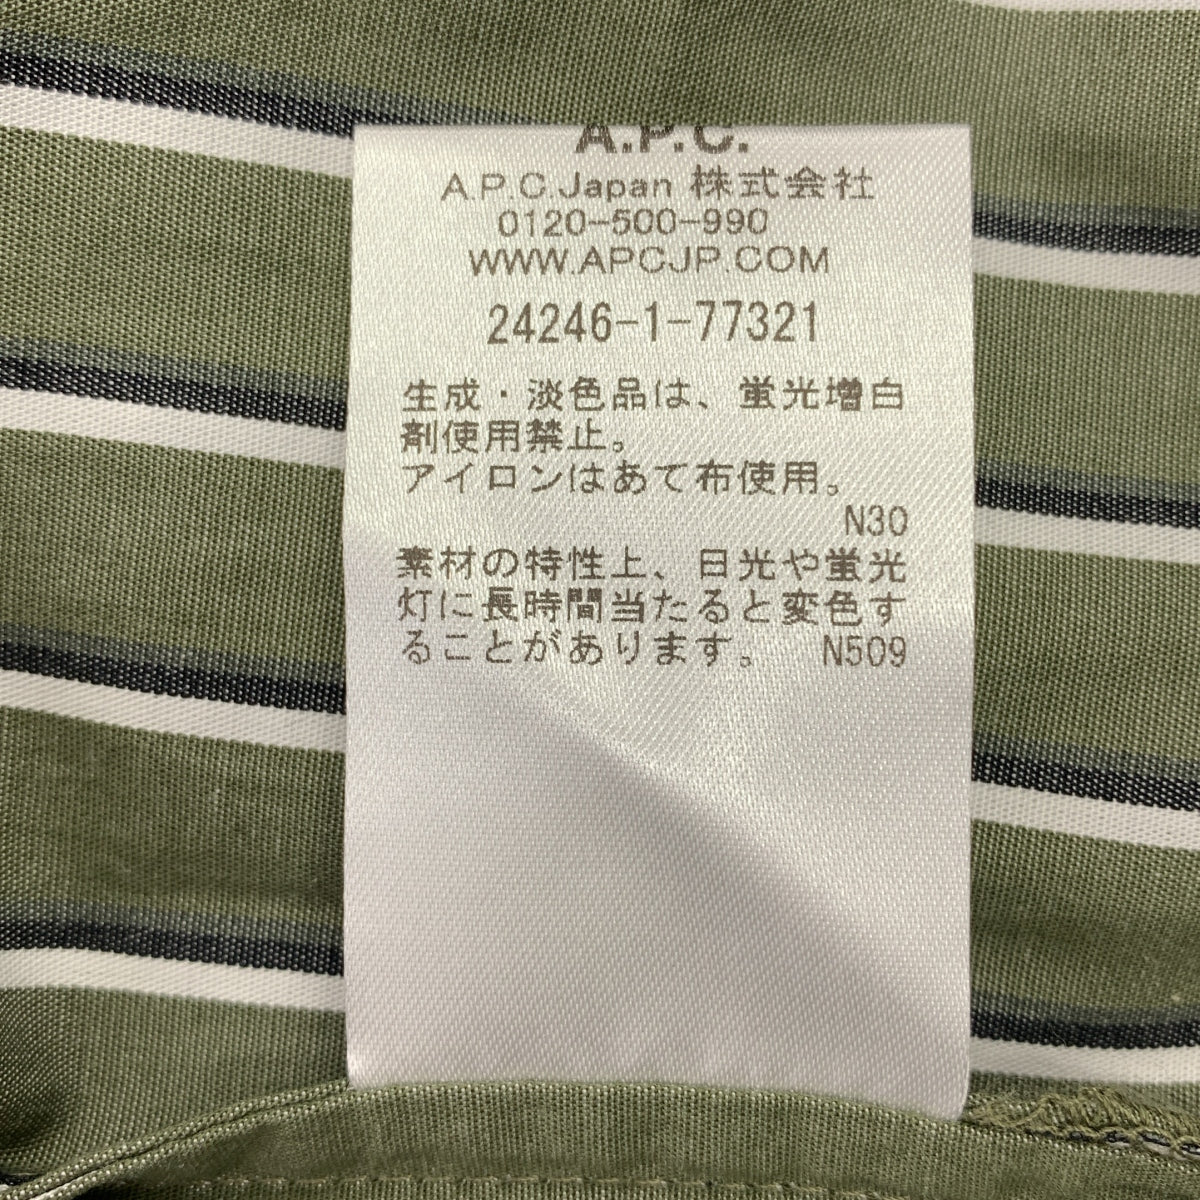 A.P.C.
A.P.C.Japan 株式会社
0120-500-990
WWW.APCJP.COM
24246-1-77321
生成・淡色品は、蛍光増白
剤使用禁止。
アイロンはあて布使用。
N30
素材の特性上、日光や蛍光
灯に長時間当たると変色す
ることがあります。 N509